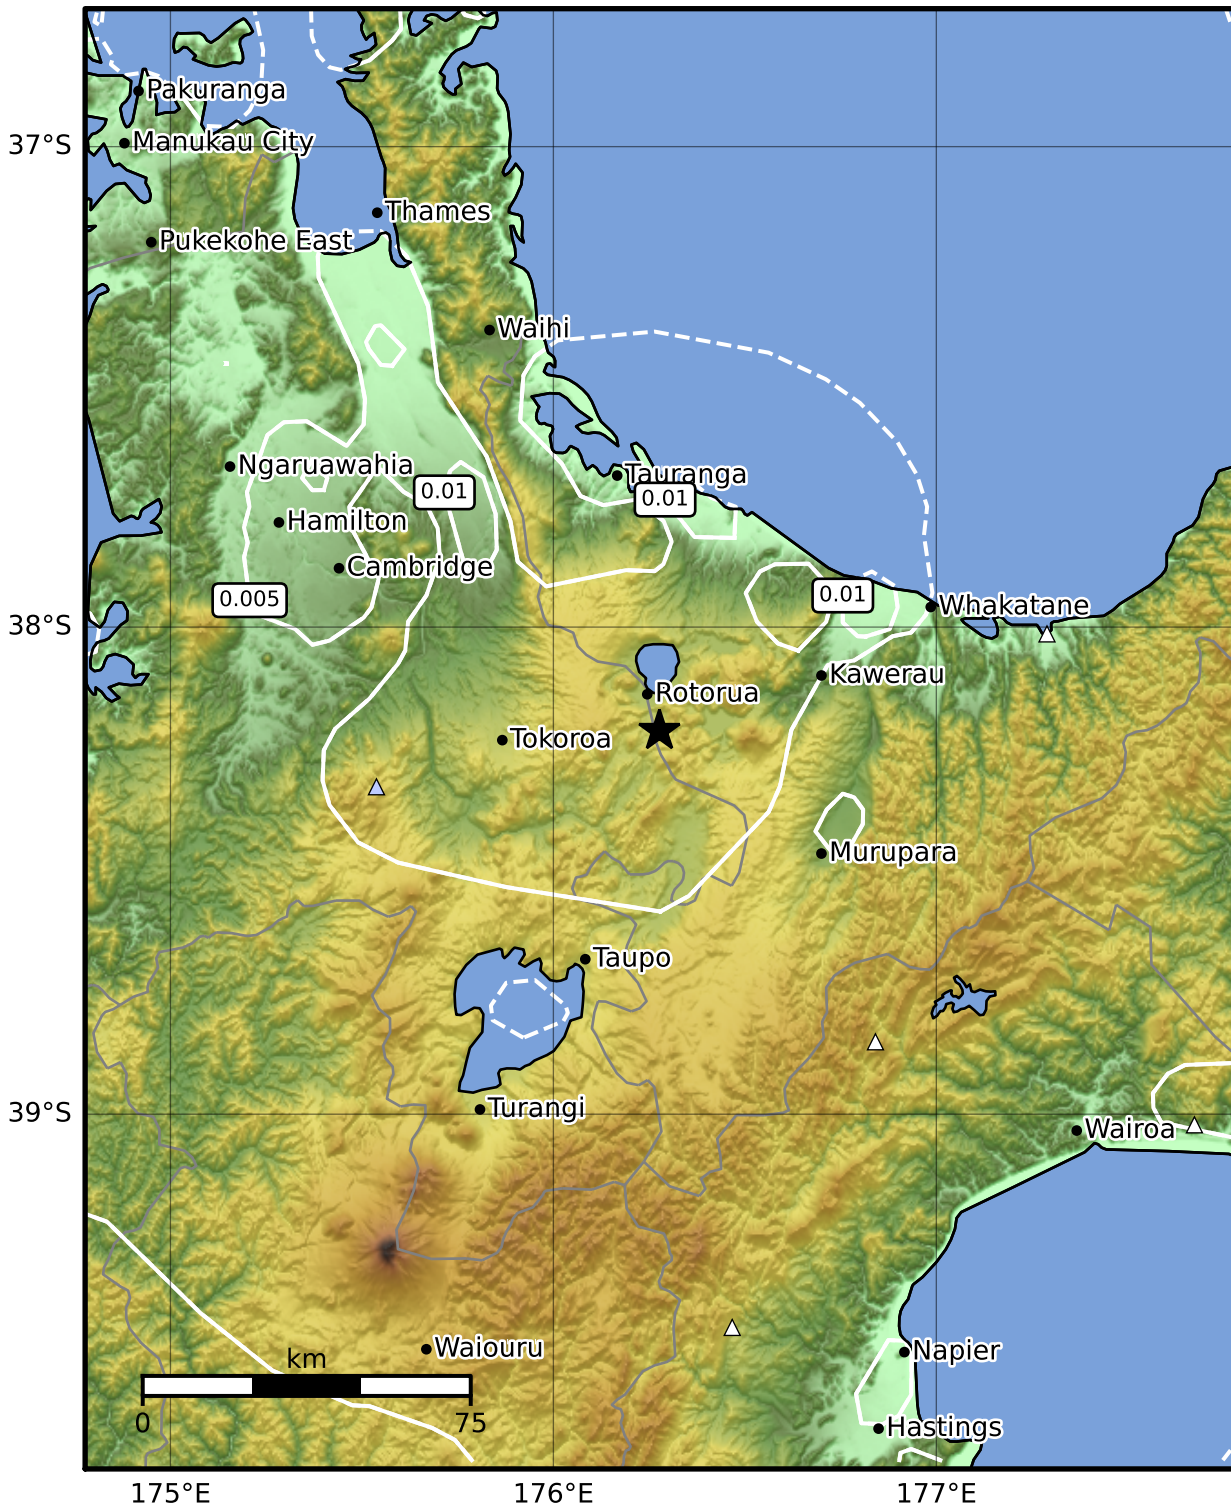 Pakuranga
Manukau City
37°S
Thames
Pukekohe East
Waihi
Ngaruawahia
Tauranga
0.01
0.01
Hamilton
Cambridge
0.005
0.01
Whakatane
38°S
Kawerau
Rotorua
Tokoroa
Murupara
Taupo
39°S
Turangi
Wairoa
Waiouru
Napier
km
0
75
Hastings
175°E
176°E
177°E